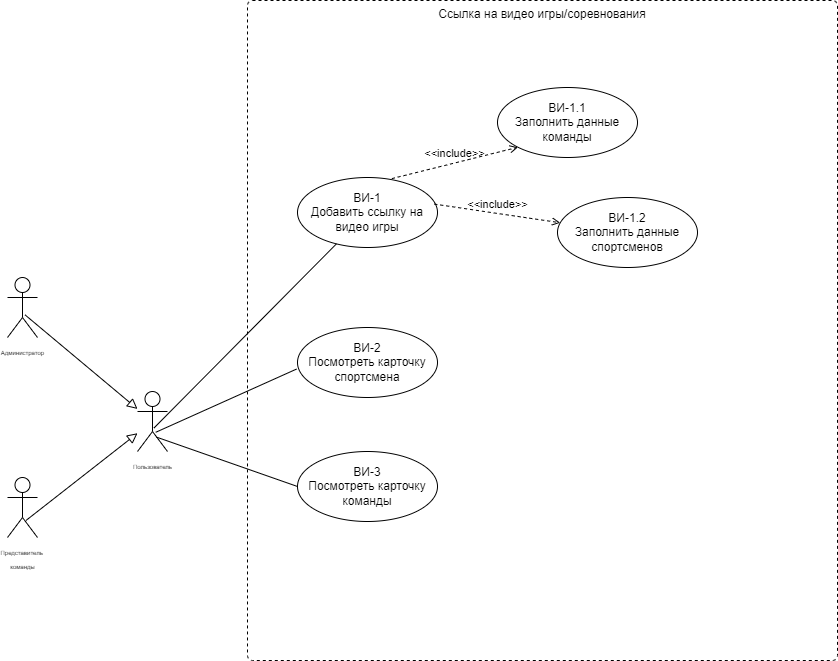 Ссылка на видео игры/соревнования
ВИ-1.1
Заполнить данные
команды
<<include>>
ВИ-1
Добавить ссылку на
видео игры
<<include>>
ВИ-1.2
Заполнить данные
спортсменов
Администратор
ВИ-2
Посмотреть карточку
спортсмена
Пользователь
ВИ-3
Посмотреть карточку
команды
Представитель
команды